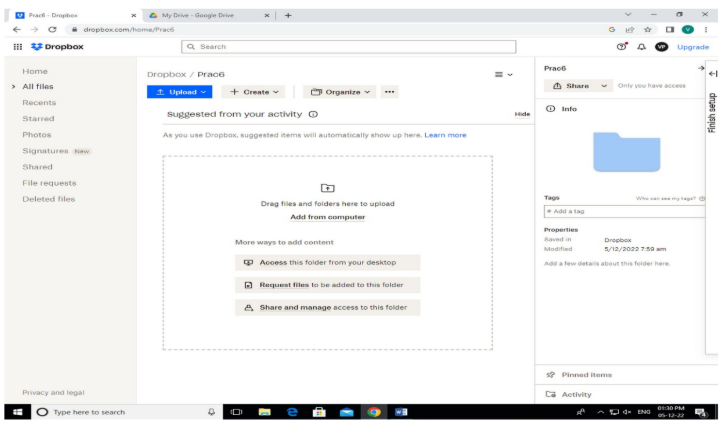 Prac6 - Dropbox
My Drive - Google Drive
dropbox.com/home/Prac6
Dropbox
Search
VP
Upgrade
Home
All files
Recents
Starred
Photos
Signatures New
Shared
File requests
Deleted files
Privacy and legal
Dropbox / Prac6
Upload
+ Create
Organize
Suggested from your activity
Hide
As you use Dropbox, suggested items will automatically show up here. Learn more
Drag files and folders here to upload
Add from computer
More ways to add content
Access this folder from your desktop
Request files to be added to this folder
Share and manage access to this folder
Prac6
Share
Only you have access
Info
Tags
Who can see my tags?
# Add a tag
Properties
Saved in Dropbox
Modified 5/12/2022 7:59 am
Add a few details about this folder here.
Pinned items
Activity
Finish setup
Type here to search
ENG
01:30 PM
05-12-22